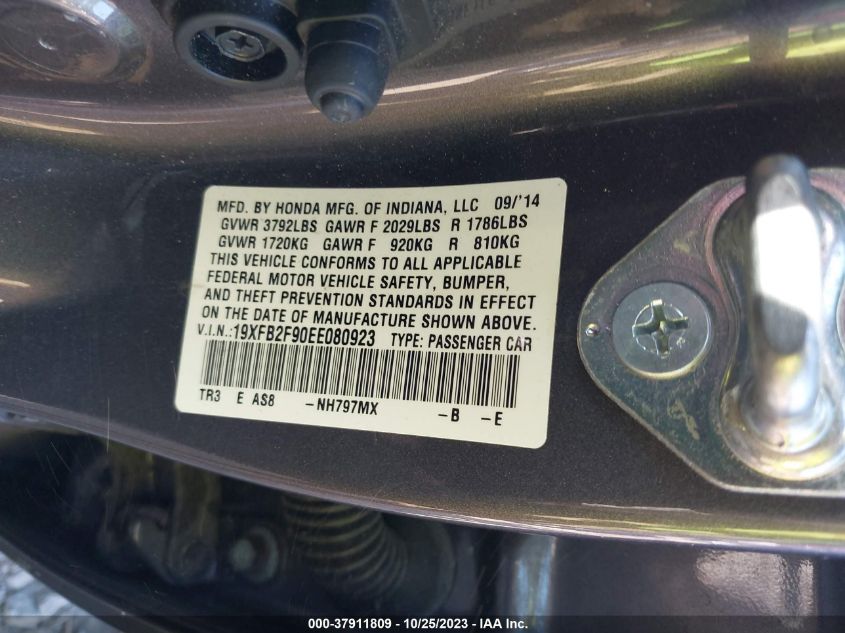 MFD. BY HONDA MFG. OF INDIANA, LLC 09/'14
GVWR 3792LBS GAWR F 2029LBS R 1786LBS
GVWR 1720KG GAWR F 920KG R 810KG
THIS VEHICLE CONFORMS TO ALL APPLICABLE
FEDERAL MOTOR VEHICLE SAFETY, BUMPER,
AND THEFT PREVENTION STANDARDS IN EFFECT
ON THE DATE OF MANUFACTURE SHOWN ABOVE.
V.I.N.:19XFB2F90EE080923 TYPE: PASSENGER CAR
TR3 E AS8 -NH797MX -B -E
000-37911809 - 10/25/2023 - © IAA Inc.